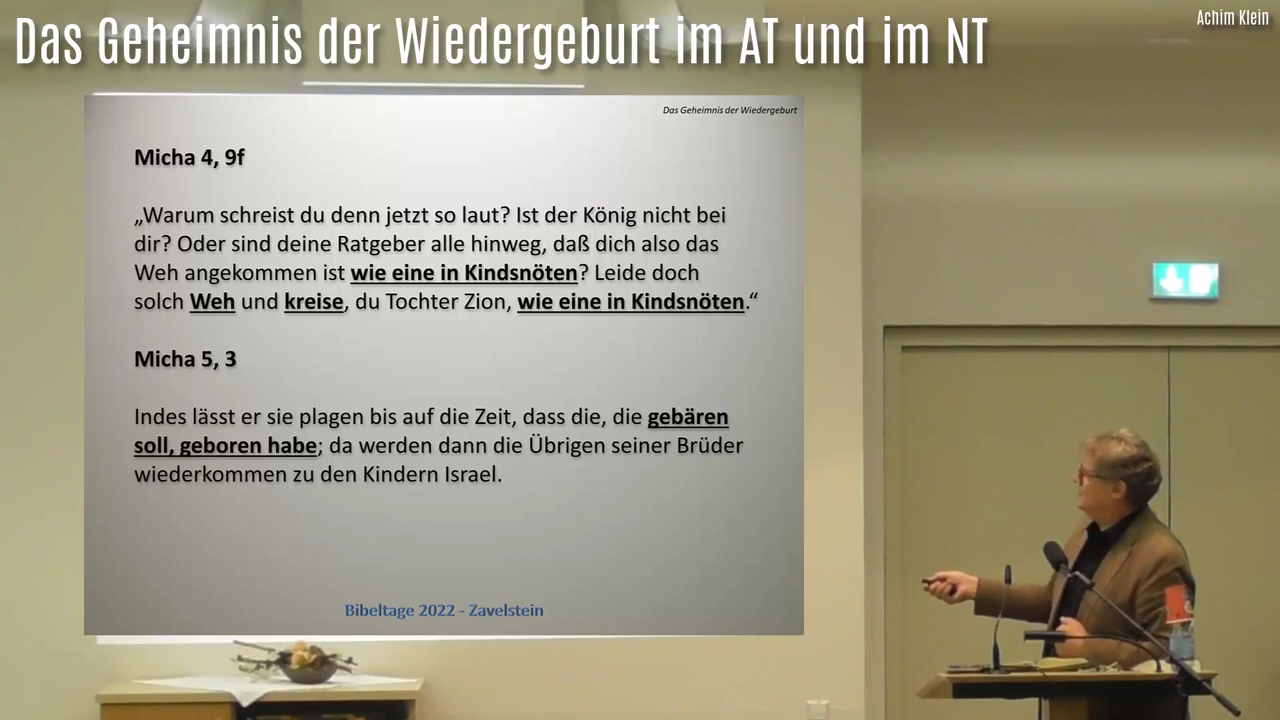 Das Geheimnis der Wiedergeburt im AT und im NT
Achim Klein
Das Geheimnis der Wiedergeburt
Micha 4, 9f
„Warum schreist du denn jetzt so laut? Ist der König nicht bei
dir? Oder sind deine Ratgeber alle hinweg, daß dich also das
Weh angekommen ist wie eine in Kindsnöten? Leide doch
solch Weh und kreise, du Tochter Zion, wie eine in Kindsnöten.“
Micha 5, 3
Indes lässt er sie plagen bis auf die Zeit, dass die, die gebären
soll, geboren habe; da werden dann die Übrigen seiner Brüder
wiederkommen zu den Kindern Israel.
Bibeltage 2022 - Zavelstein